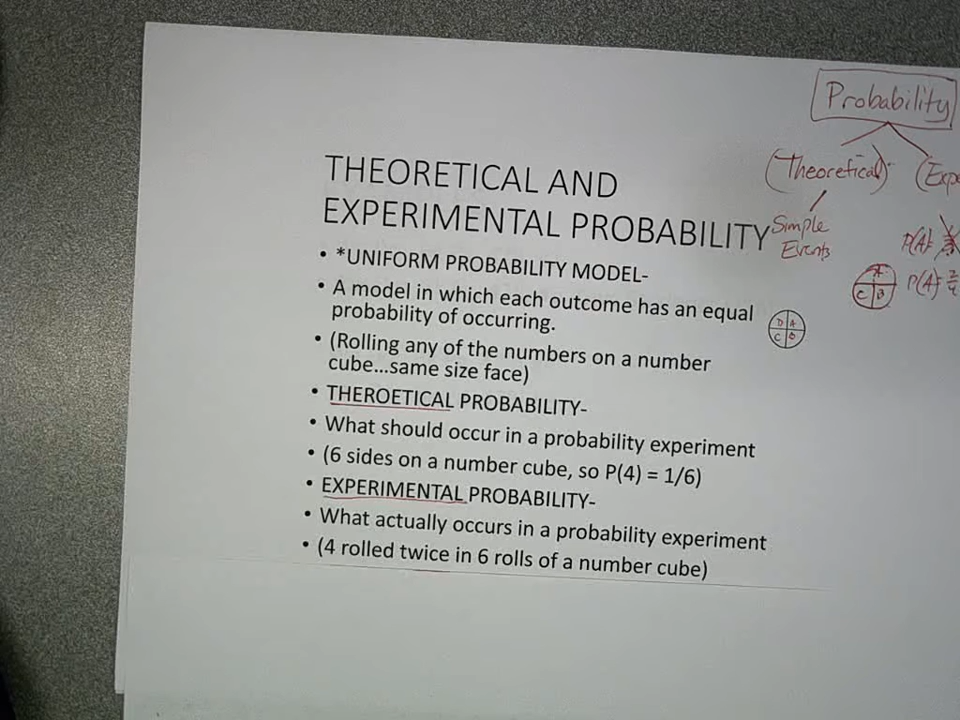 Probability
(Theoretical)
(Expe
Simple
Events
P(A)=
A
C B
P(A)=
THEORETICAL AND
EXPERIMENTAL PROBABILITY
• *UNIFORM PROBABILITY MODEL-
• A model in which each outcome has an equal
probability of occurring.
D A
C B
• (Rolling any of the numbers on a number
cube...same size face)
• THEROETICAL PROBABILITY-
• What should occur in a probability experiment
• (6 sides on a number cube, so P(4) = 1/6)
• EXPERIMENTAL PROBABILITY-
• What actually occurs in a probability experiment
• (4 rolled twice in 6 rolls of a number cube)